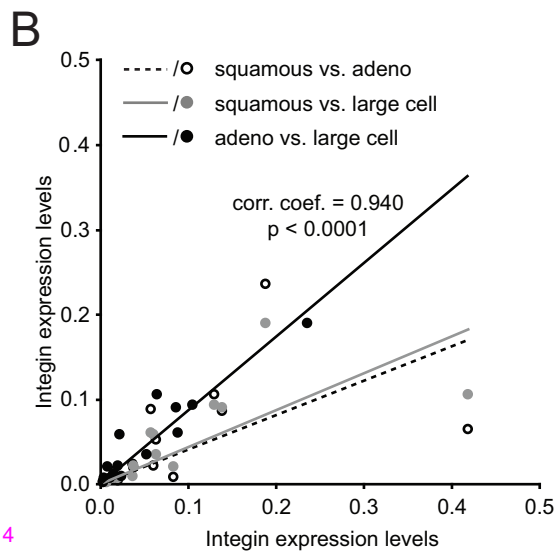 B
0.5
0.4
0.3
0.2
0.1
0.0
Integin expression levels
/ squamous vs. adeno
/ squamous vs. large cell
/ adeno vs. large cell
corr. coef. = 0.940
p < 0.0001
0.0 0.1 0.2 0.3 0.4 0.5
Integin expression levels
4